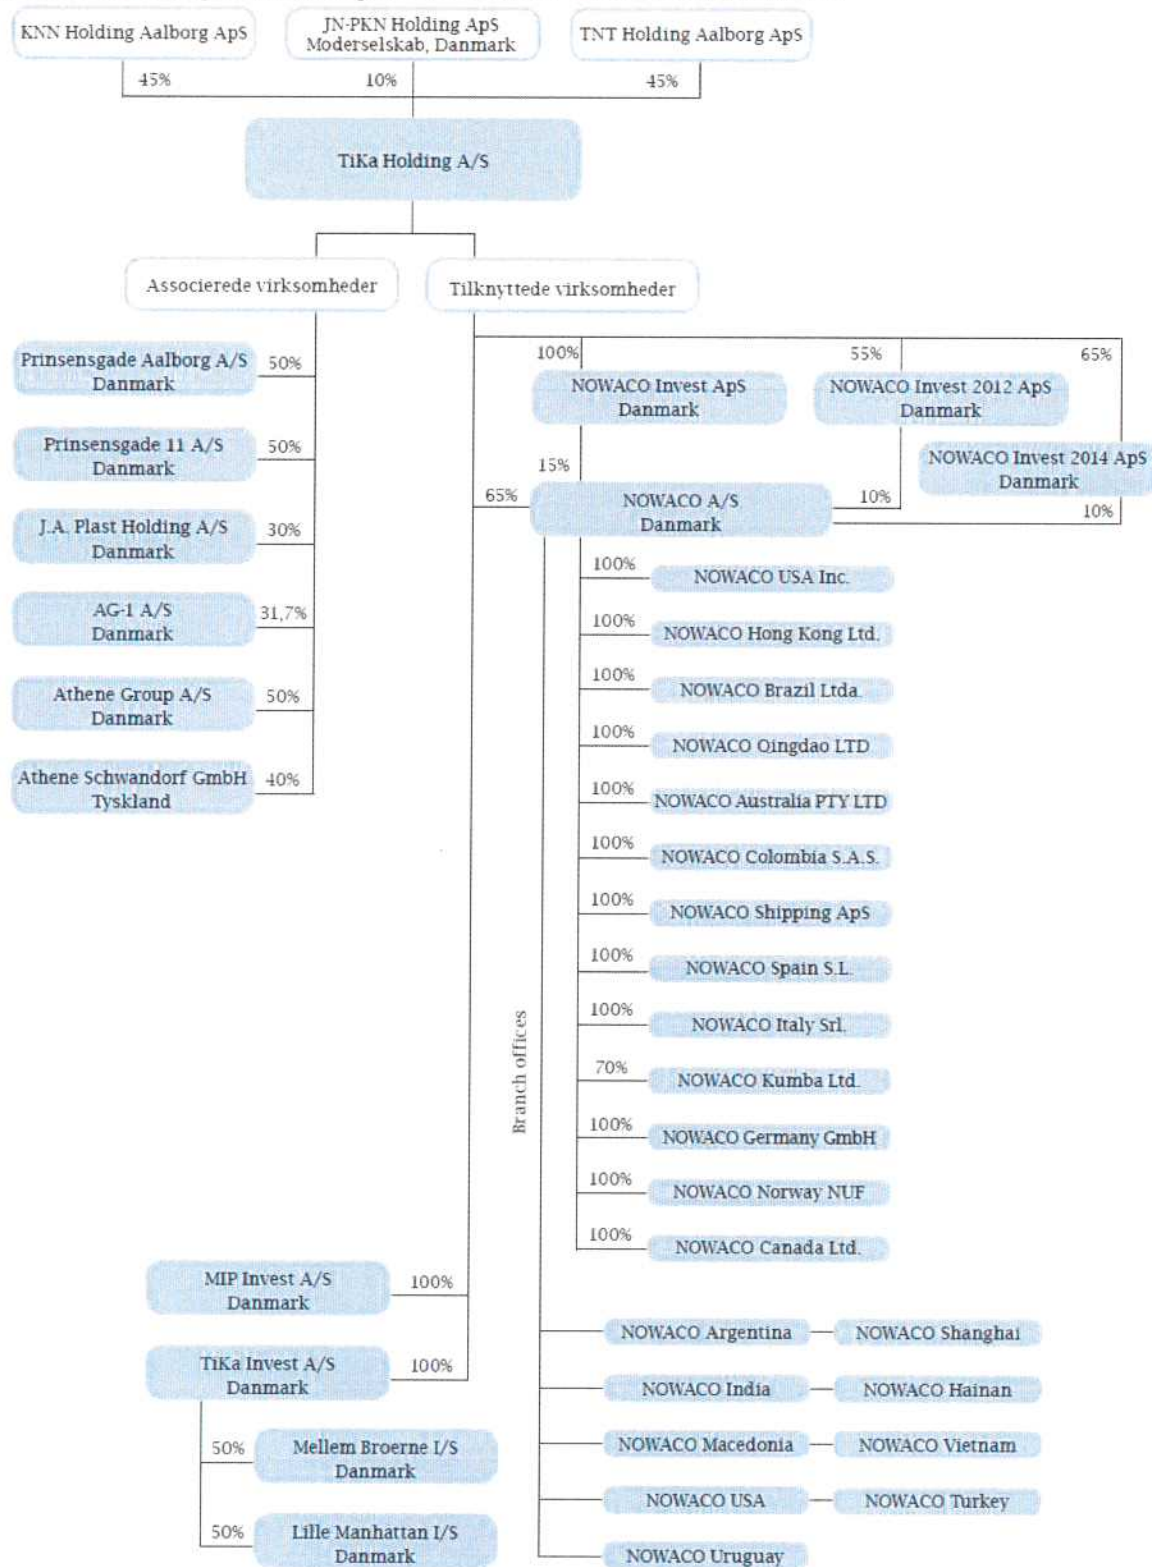 KNN Holding Aalborg ApS
JN-PKN Holding ApS
Moderselskab, Danmark
TNT Holding Aalborg ApS
45%
10%
45%
TiKa Holding A/S
Associerede virksomheder
Tilknyttede virksomheder
Prinsensgade Aalborg A/S
Danmark
50%
Prinsensgade 11 A/S
Danmark
50%
J.A. Plast Holding A/S
Danmark
30%
AG-1 A/S
Danmark
31,7%
Athene Group A/S
Danmark
50%
Athene Schwandorf GmbH
Tyskland
40%
100%
NOWACO Invest ApS
Danmark
55%
NOWACO Invest 2012 ApS
Danmark
65%
NOWACO Invest 2014 ApS
Danmark
15%
65%
NOWACO A/S
Danmark
10%
10%
100%
NOWACO USA Inc.
100%
NOWACO Hong Kong Ltd.
100%
NOWACO Brazil Ltda.
100%
NOWACO Qingdao LTD
100%
NOWACO Australia PTY LTD
100%
NOWACO Colombia S.A.S.
100%
NOWACO Shipping ApS
100%
NOWACO Spain S.L.
100%
NOWACO Italy Srl.
70%
NOWACO Kumba Ltd.
100%
NOWACO Germany GmbH
100%
NOWACO Norway NUF
100%
NOWACO Canada Ltd.
Branch offices
MIP Invest A/S
Danmark
100%
TiKa Invest A/S
Danmark
100%
50%
Mellem Broerne I/S
Danmark
50%
Lille Manhattan I/S
Danmark
NOWACO Argentina
NOWACO Shanghai
NOWACO India
NOWACO Hainan
NOWACO Macedonia
NOWACO Vietnam
NOWACO USA
NOWACO Turkey
NOWACO Uruguay